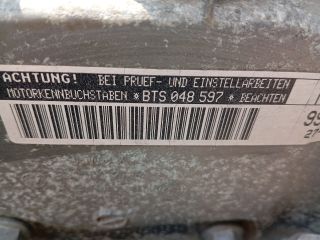 ACHTUNG! BEI PRUEF- UND EINSTELLARBEITEN
MOTORKENNBUCHSTABEN *BTS 048 597* BEACHTEN